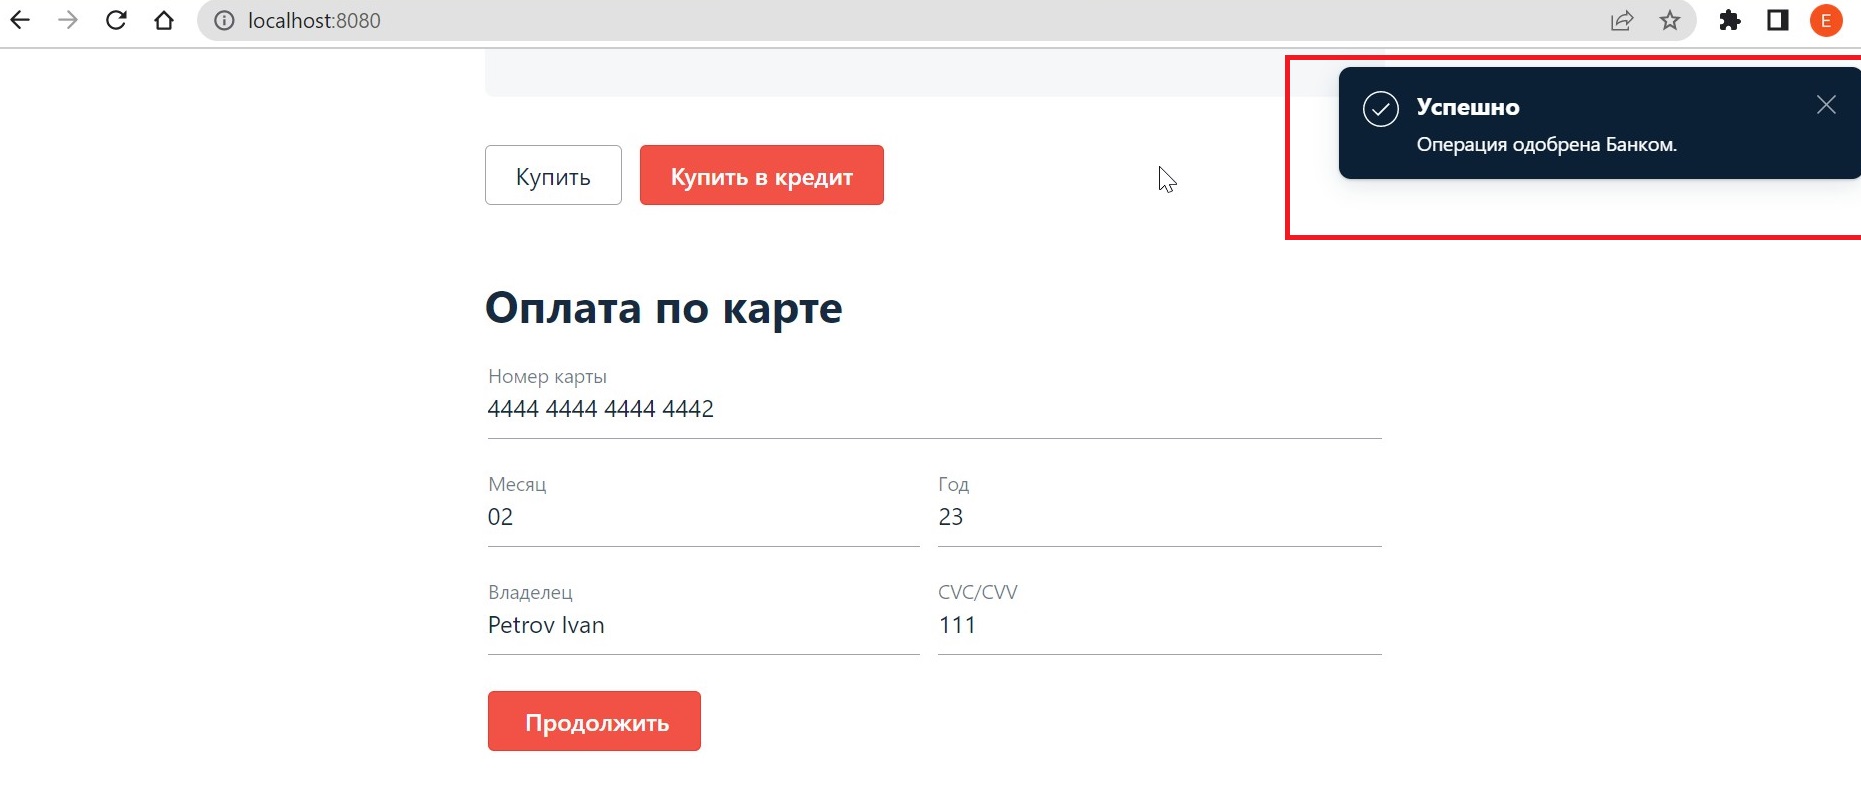 localhost:8080
E
Успешно
Операция одобрена Банком.
Купить
Купить в кредит
Оплата по карте
Номер карты
4444 4444 4444 4442
Месяц
Год
02
23
Владелец
CVC/CVV
Petrov Ivan
111
Продолжить